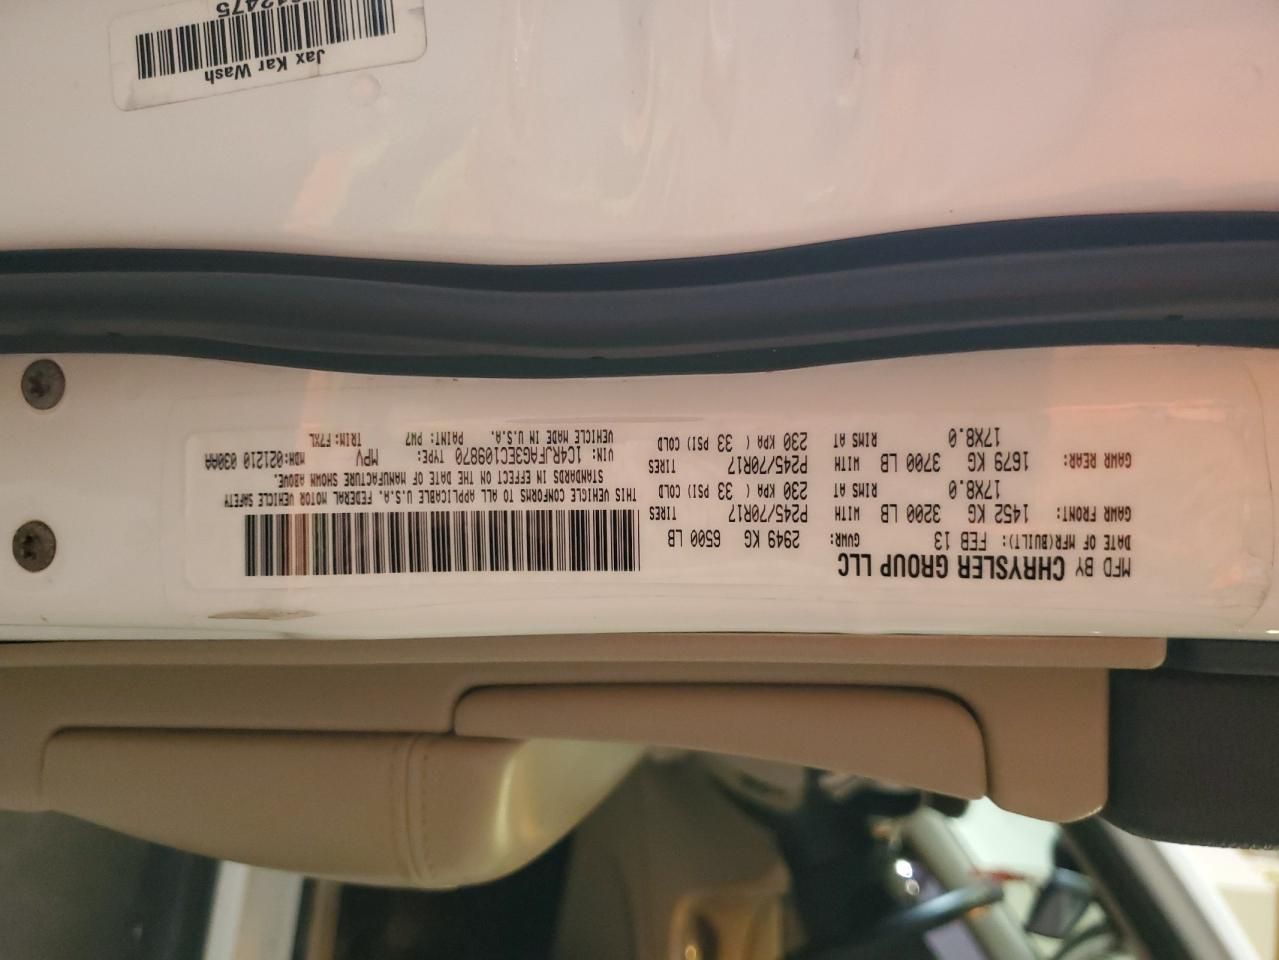 MFD BY CHRYSLER GROUP LLC
DATE OF MFR(BUILT): FEB 13 GVWR: 2949 KG 6500 LB
GAWR FRONT: 1452 KG 3200 LB WITH TIRES P245/70R17
17X8.0 RIMS AT 230 KPA ( 33 PSI) COLD
GAWR REAR: 1679 KG 3700 LB WITH TIRES P245/70R17
17X8.0 RIMS AT 230 KPA ( 33 PSI) COLD
THIS VEHICLE CONFORMS TO ALL APPLICABLE U.S.A. FEDERAL MOTOR VEHICLE SAFETY
STANDARDS IN EFFECT ON THE DATE OF MANUFACTURE SHOWN ABOVE.
VIN: 1C4RJFAG3EC109870 TYPE: MPV MDH:021210 030AA
VEHICLE MADE IN U.S.A. PAINT: PW7 TRIM:F7XL
Jax Kar Wash